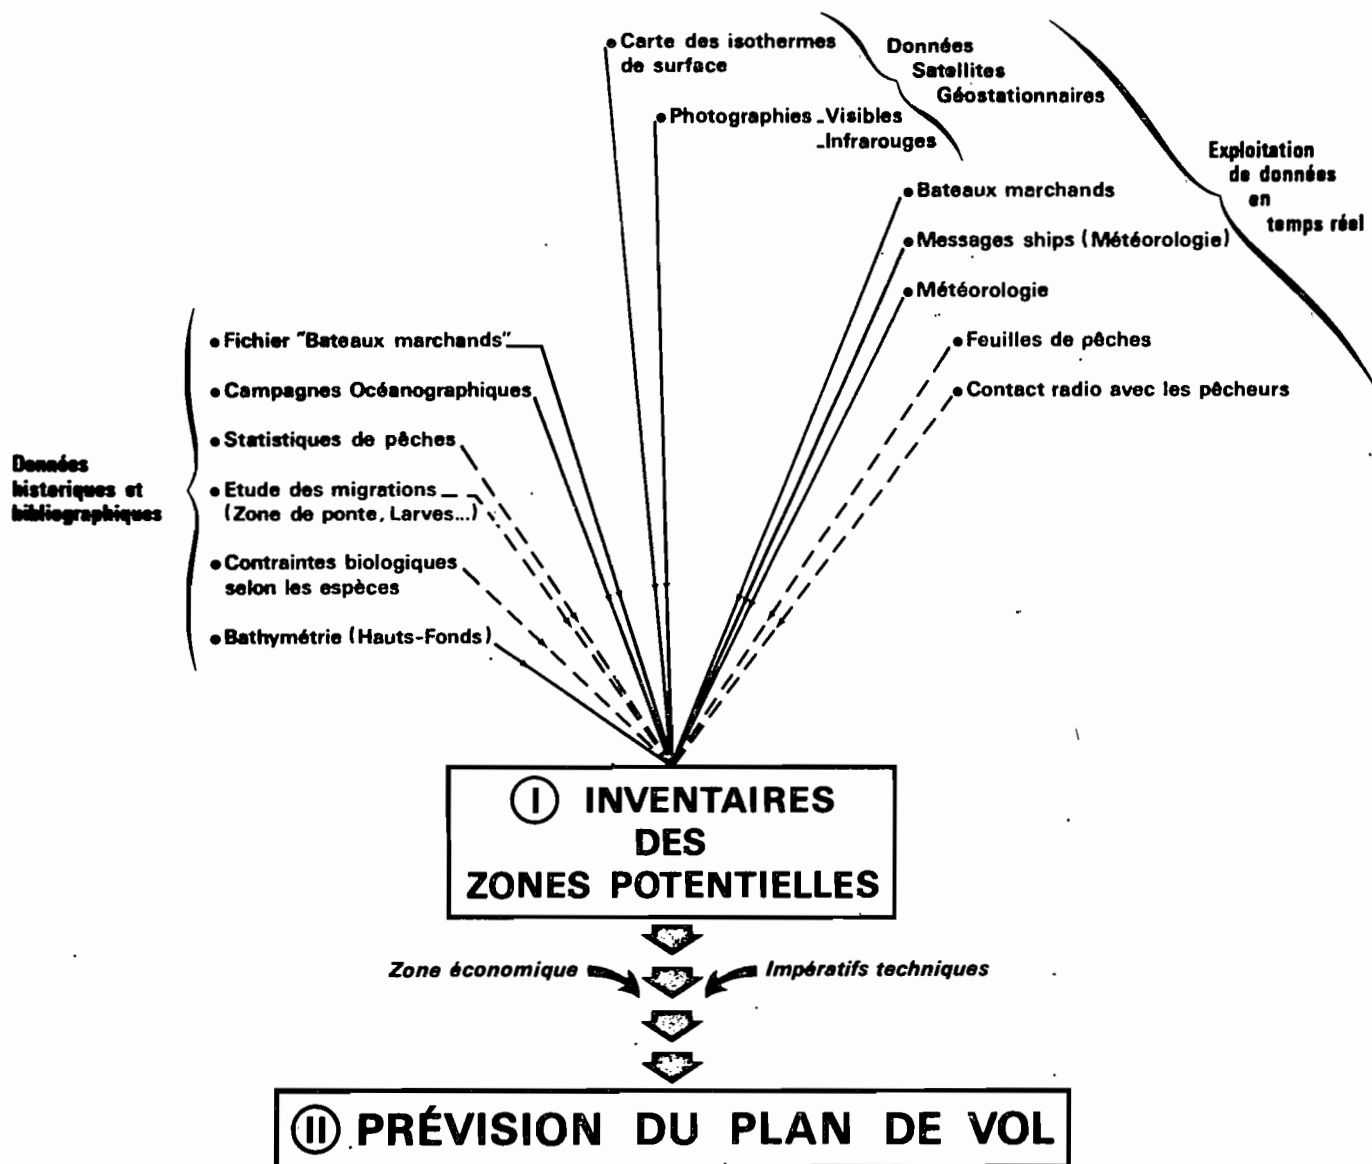 • Carte des isothermes
de surface
Données
Satellites
Géostationnaires
• Photographies - Visibles
- Infrarouges
Exploitation
de données
en
temps réel
• Bateaux marchands
• Messages ships (Météorologie)
• Météorologie
• Feuilles de pêches
• Contact radio avec les pêcheurs
Données
historiques et
bibliographiques
• Fichier "Bateaux marchands"
• Campagnes Océanographiques
• Statistiques de pêches
• Etude des migrations
(Zone de ponte, Larves...)
• Contraintes biologiques
selon les espèces
• Bathymétrie (Hauts-Fonds)
I INVENTAIRES
DES
ZONES POTENTIELLES
Zone économique
Impératifs techniques
II PRÉVISION DU PLAN DE VOL